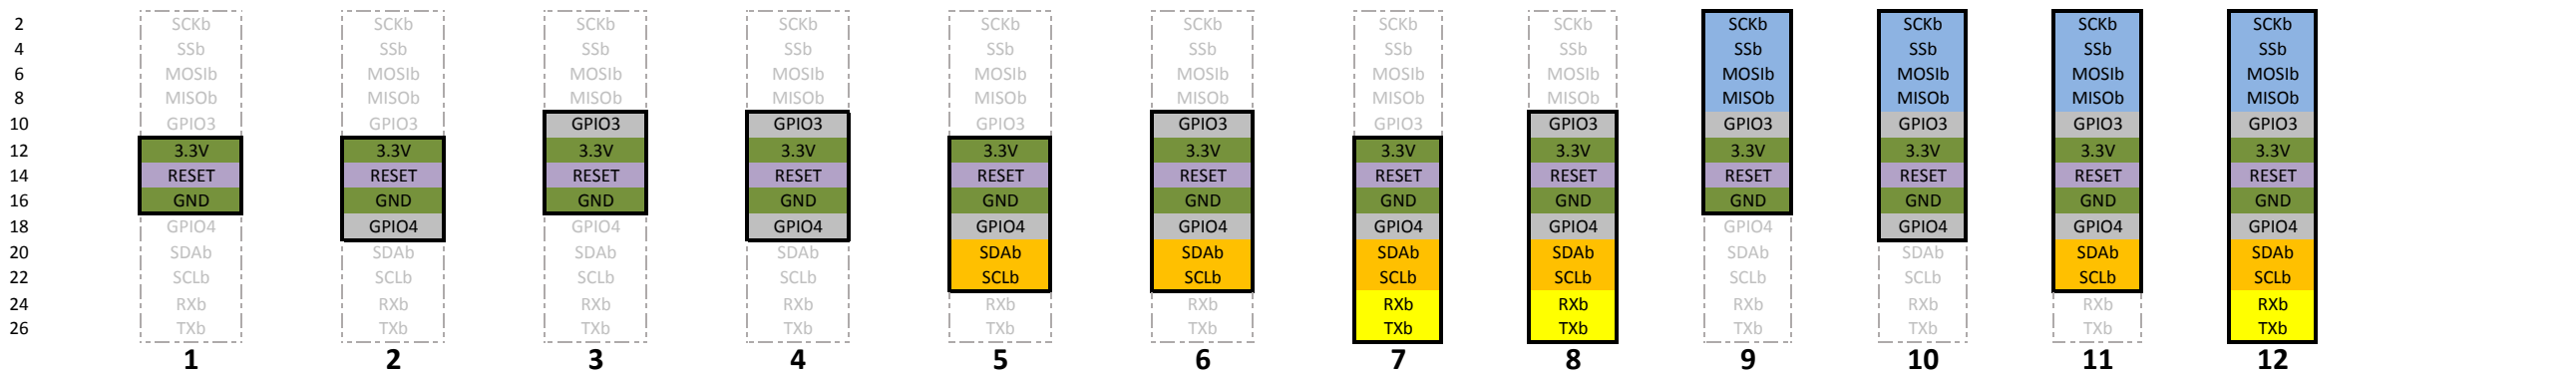 2 SCKb SCKb SCKb SCKb SCKb SCKb SCKb SCKb SCKb SCKb SCKb SCKb
4 SSb SSb SSb SSb SSb SSb SSb SSb SSb SSb SSb SSb
6 MOSIb MOSIb MOSIb MOSIb MOSIb MOSIb MOSIb MOSIb MOSIb MOSIb MOSIb MOSIb
8 MISOb MISOb MISOb MISOb MISOb MISOb MISOb MISOb MISOb MISOb MISOb MISOb
10 GPIO3 GPIO3 GPIO3 GPIO3 GPIO3 GPIO3 GPIO3 GPIO3 GPIO3 GPIO3 GPIO3 GPIO3
12 3.3V 3.3V 3.3V 3.3V 3.3V 3.3V 3.3V 3.3V 3.3V 3.3V 3.3V 3.3V
14 RESET RESET RESET RESET RESET RESET RESET RESET RESET RESET RESET RESET
16 GND GND GND GND GND GND GND GND GND GND GND GND
18 GPIO4 GPIO4 GPIO4 GPIO4 GPIO4 GPIO4 GPIO4 GPIO4 GPIO4 GPIO4 GPIO4 GPIO4
20 SDAb SDAb SDAb SDAb SDAb SDAb SDAb SDAb SDAb SDAb SDAb SDAb
22 SCLb SCLb SCLb SCLb SCLb SCLb SCLb SCLb SCLb SCLb SCLb SCLb
24 RXb RXb RXb RXb RXb RXb RXb RXb RXb RXb RXb RXb
26 TXb TXb TXb TXb TXb TXb TXb TXb TXb TXb TXb TXb
1 2 3 4 5 6 7 8 9 10 11 12